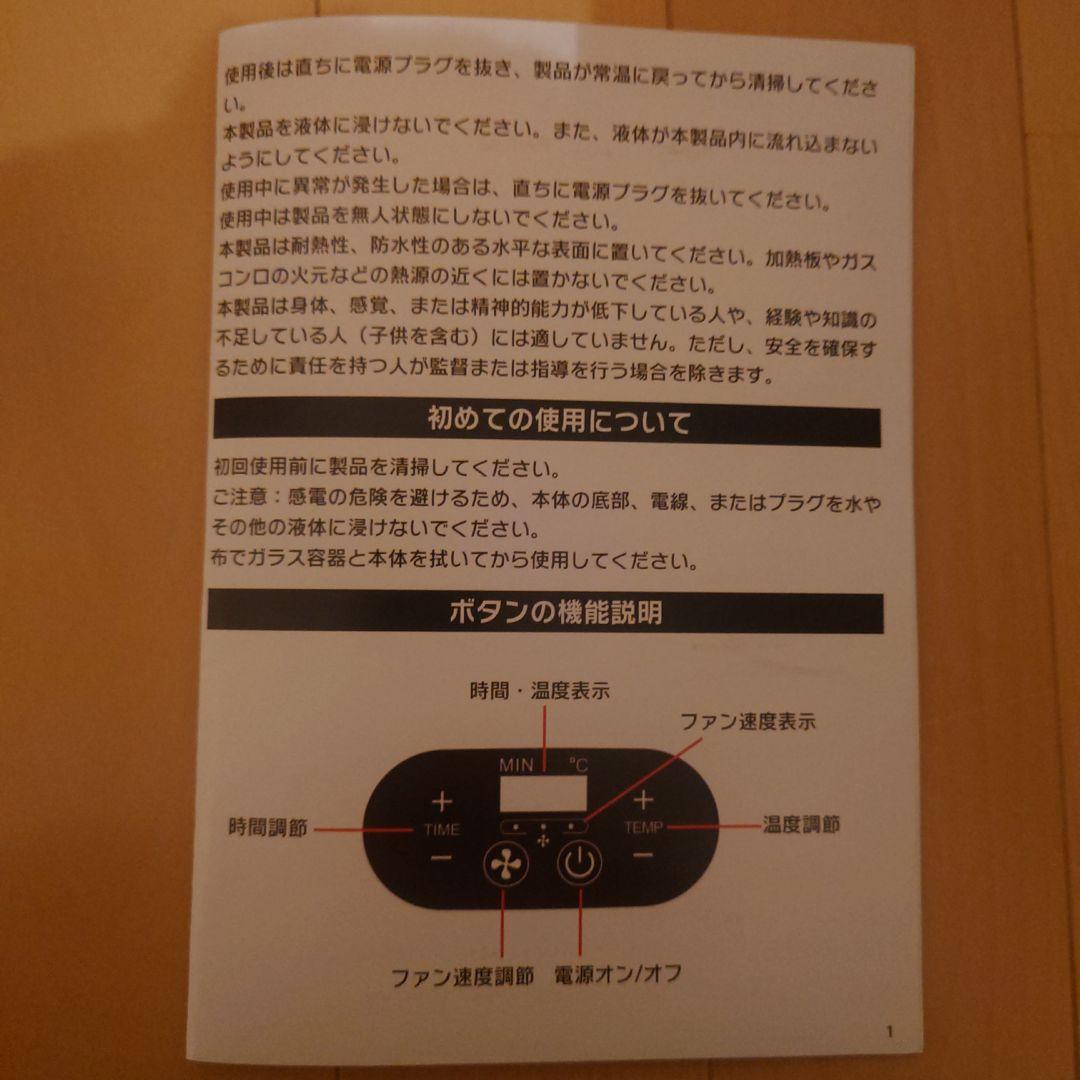 使用後は直ちに電源プラグを抜き、製品が常温に戻ってから清掃してくださ
い。
本製品を液体に浸けないでください。また、液体が本製品内に流れ込まない
ようにしてください。
使用中に異常が発生した場合は、直ちに電源プラグを抜いてください。
使用中は製品を無人状態にしないでください。
本製品は耐熱性、防水性のある水平な表面に置いてください。加熱板やガス
コンロの火元などの熱源の近くには置かないでください。
本製品は身体、感覚、または精神的能力が低下している人や、経験や知識の
不足している人（子供を含む）には適していません。ただし、安全を確保す
るために責任を持つ人が監督または指導を行う場合を除きます。
初めての使用について
初回使用前に製品を清掃してください。
ご注意：感電の危険を避けるため、本体の底部、電線、またはプラグを水や
その他の液体に浸けないでください。
布でガラス容器と本体を拭いてから使用してください。
ボタンの機能説明
時間・温度表示
ファン速度表示
MIN °C
+ +
時間調節 TIME TEMP 温度調節
− −
ファン速度調節 電源オン/オフ
1